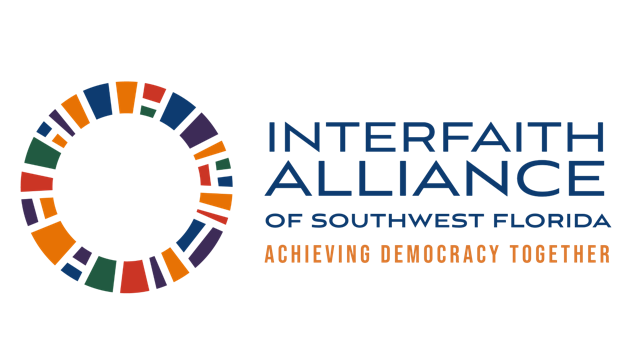 INTERFAITH
ALLIANCE
OF SOUTHWEST FLORIDA
ACHIEVING DEMOCRACY TOGETHER